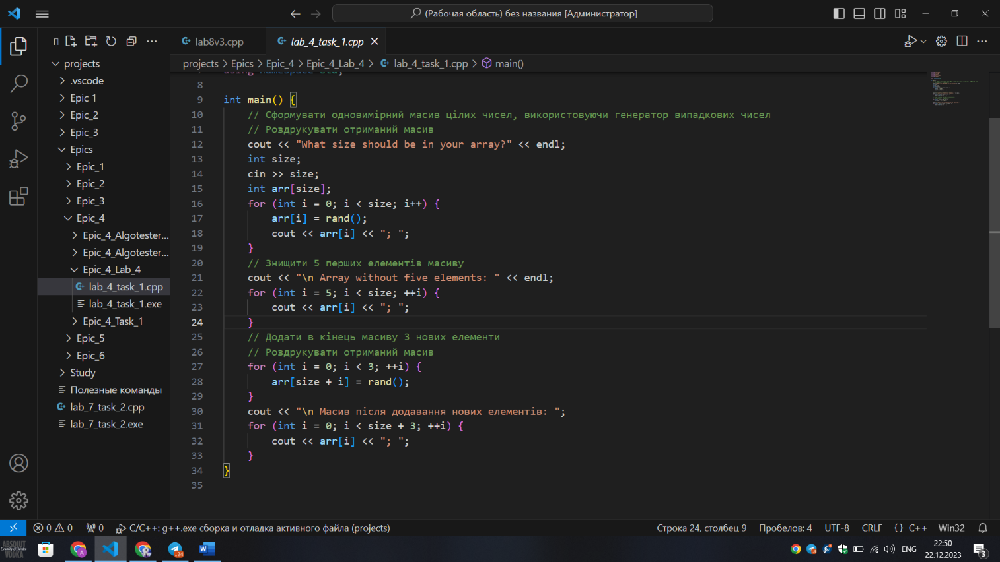 (Рабочая область) без названия [Администратор]
lab8v3.cpp
lab_4_task_1.cpp
projects
.vscode
Epic 1
Epic_2
Epic_3
Epics
Epic_1
Epic_2
Epic_3
Epic_4
Epic_4_Algotester...
Epic_4_Algotester...
Epic_4_Lab_4
lab_4_task_1.cpp
lab_4_task_1.exe
Epic_4_Task_1
Epic_5
Epic_6
Study
Полезные команды
lab_7_task_2.cpp
lab_7_task_2.exe
projects > Epics > Epic_4 > Epic_4_Lab_4 > lab_4_task_1.cpp > main()
8
9 int main() {
10 // Сформувати одновимірний масив цілих чисел, використовуючи генератор випадкових чисел
11 // Роздрукувати отриманий масив
12 cout << "What size should be in your array?" << endl;
13 int size;
14 cin >> size;
15 int arr[size];
16 for (int i = 0; i < size; i++) {
17 arr[i] = rand();
18 cout << arr[i] << "; ";
19 }
20 // Знищити 5 перших елементів масиву
21 cout << "\n Array without five elements: " << endl;
22 for (int i = 5; i < size; ++i) {
23 cout << arr[i] << "; ";
24 }
25 // Додати в кінець масиву 3 нових елементи
26 // Роздрукувати отриманий масив
27 for (int i = 0; i < 3; ++i) {
28 arr[size + i] = rand();
29 }
30 cout << "\n Масив після додавання нових елементів: ";
31 for (int i = 0; i < size + 3; ++i) {
32 cout << arr[i] << "; ";
33 }
34 }
35
0 0 0 C/C++: g++.exe сборка и отладка активного файла (projects)
Строка 24, столбец 9 Пробелов: 4 UTF-8 CRLF {} C++ Win32
ABSOLUT
VODKA
24
ENG
22:50
22.12.2023
3